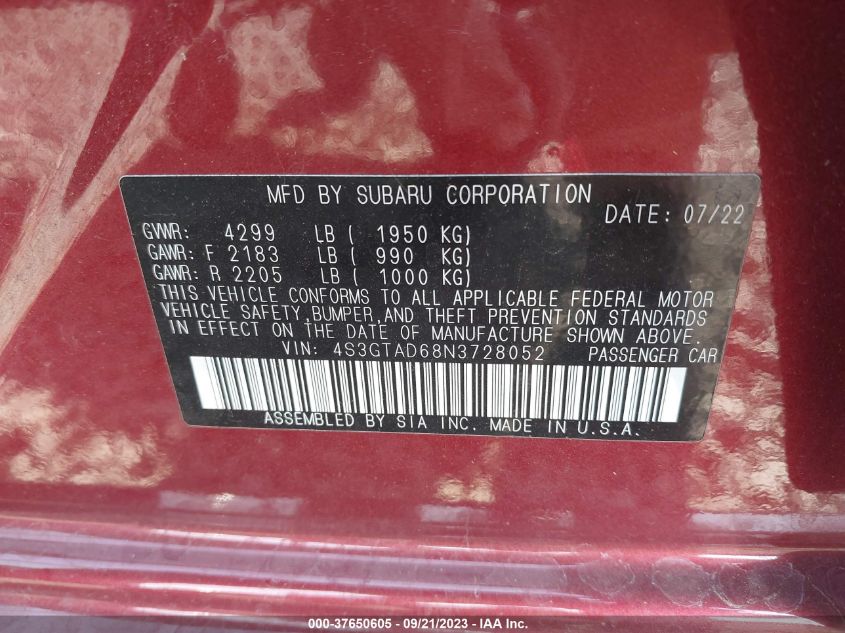 MFD BY SUBARU CORPORATION
DATE: 07/22
GVWR: 4299 LB ( 1950 KG)
GAWR: F 2183 LB ( 990 KG)
GAWR: R 2205 LB ( 1000 KG)
THIS VEHICLE CONFORMS TO ALL APPLICABLE FEDERAL MOTOR
VEHICLE SAFETY, BUMPER, AND THEFT PREVENTION STANDARDS
IN EFFECT ON THE DATE OF MANUFACTURE SHOWN ABOVE.
VIN: 4S3GTAD68N3728052 PASSENGER CAR
ASSEMBLED BY SIA INC. MADE IN U.S.A.
000-37650605 - 09/21/2023 - IAA Inc.